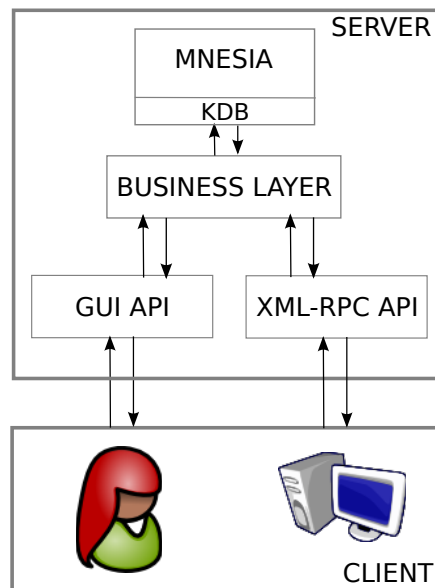 SERVER
MNESIA
KDB
BUSINESS LAYER
GUI API
XML-RPC API
CLIENT